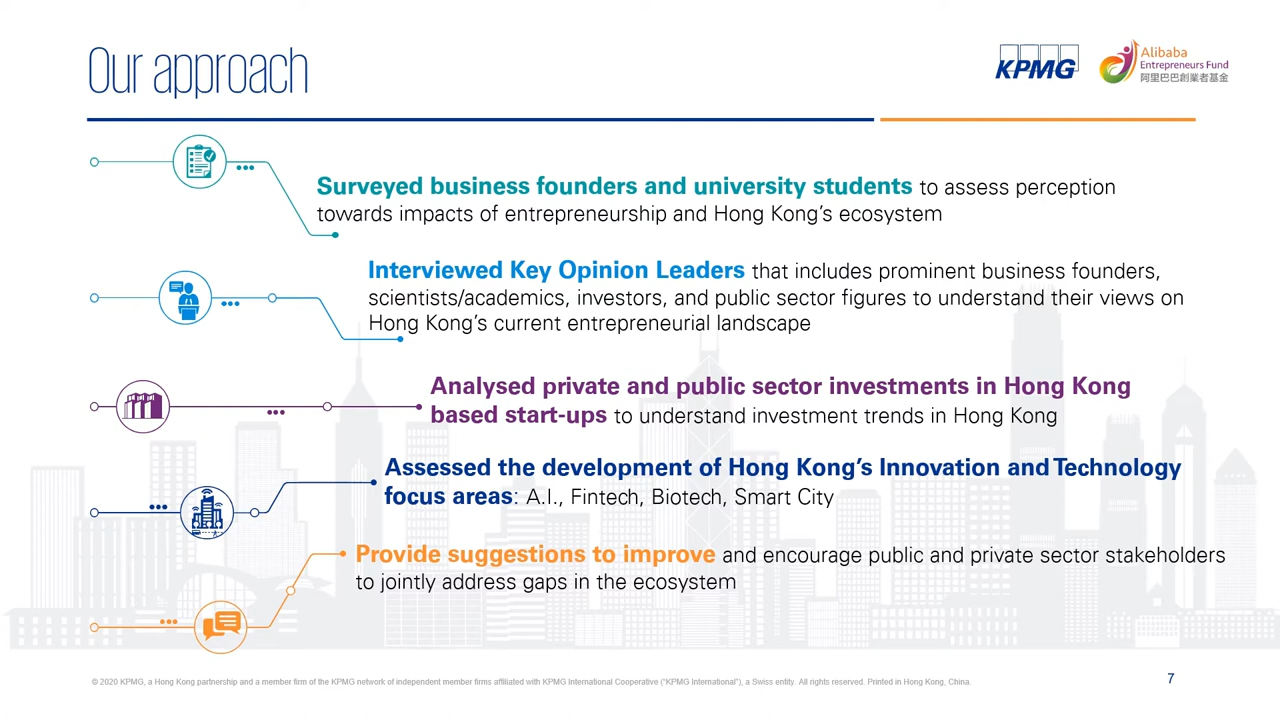 Our approach
KPMG
Alibaba
Entrepreneurs Fund
阿里巴巴創業者基金
Surveyed business founders and university students to assess perception
towards impacts of entrepreneurship and Hong Kong’s ecosystem
Interviewed Key Opinion Leaders that includes prominent business founders,
scientists/academics, investors, and public sector figures to understand their views on
Hong Kong’s current entrepreneurial landscape
Analysed private and public sector investments in Hong Kong
based start-ups to understand investment trends in Hong Kong
Assessed the development of Hong Kong’s Innovation and Technology
focus areas: A.I., Fintech, Biotech, Smart City
Provide suggestions to improve and encourage public and private sector stakeholders
to jointly address gaps in the ecosystem
© 2020 KPMG, a Hong Kong partnership and a member firm of the KPMG network of independent member firms affiliated with KPMG International Cooperative (“KPMG International”), a Swiss entity. All rights reserved. Printed in Hong Kong, China.
7